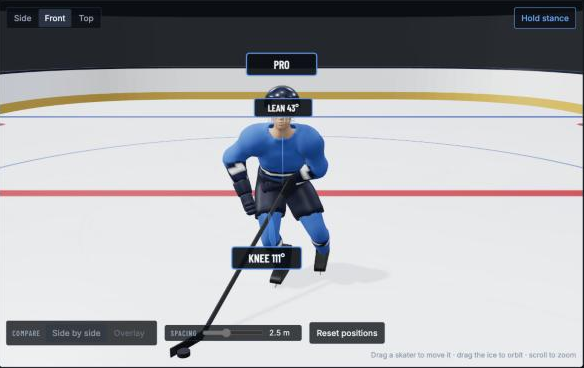 Side Front Top
Hold stance
PRO
LEAN 43°
KNEE 111°
COMPARE Side by side Overlay
SPACING 2.5 m
Reset positions
Drag a skater to move it · drag the ice to orbit · scroll to zoom